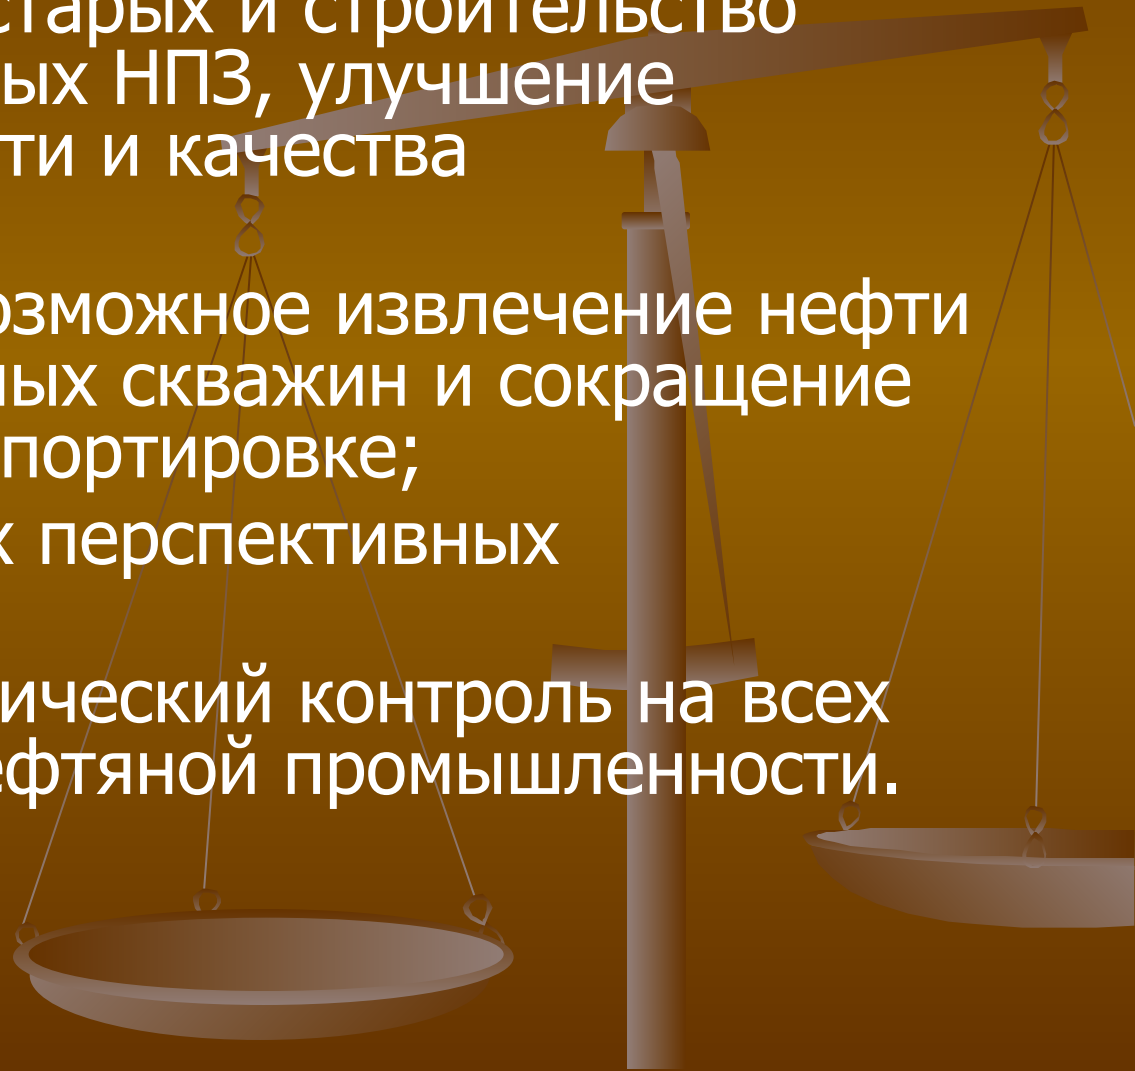 старых и строительство
ых НПЗ, улучшение
ти и качества
озможное извлечение нефти
ных скважин и сокращение
портировке;
х перспективных
ический контроль на всех
ефтяной промышленности.